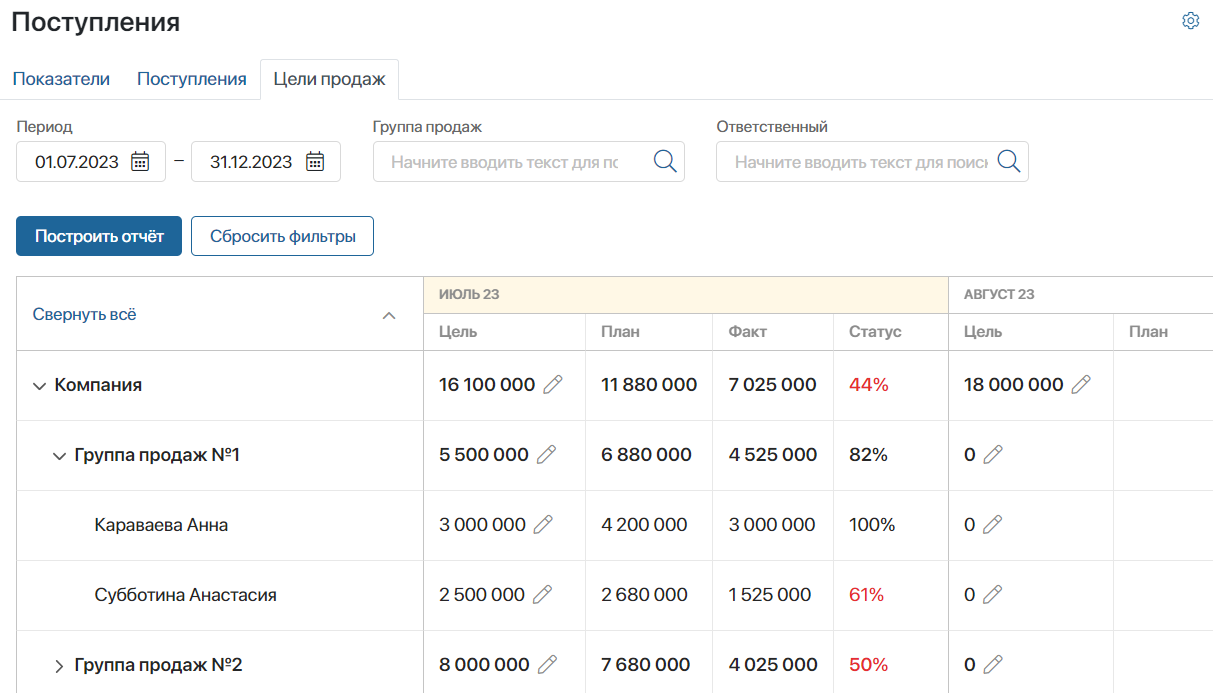 Поступления
Показатели Поступления Цели продаж
Период Группа продаж Ответственный
01.07.2023 – 31.12.2023 Начните вводить текст для по Начните вводить текст для поиск
Построить отчёт Сбросить фильтры
Свернуть всё ИЮЛЬ 23 АВГУСТ 23
Цель План Факт Статус Цель План
Компания 16 100 000 11 880 000 7 025 000 44% 18 000 000
Группа продаж №1 5 500 000 6 880 000 4 525 000 82% 0
Караваева Анна 3 000 000 4 200 000 3 000 000 100% 0
Субботина Анастасия 2 500 000 2 680 000 1 525 000 61% 0
Группа продаж №2 8 000 000 7 680 000 4 025 000 50% 0